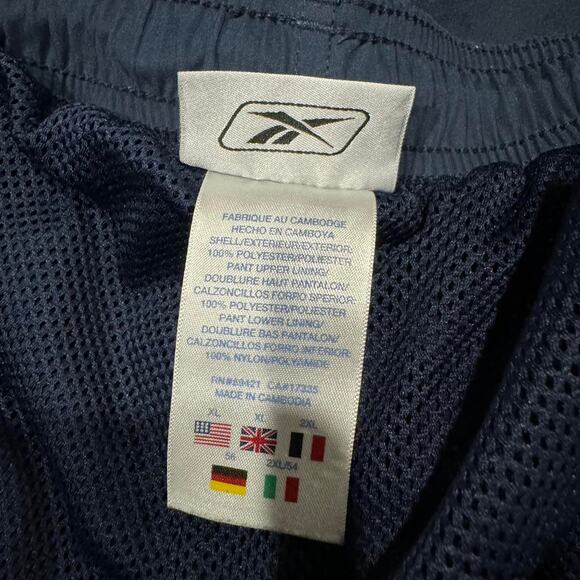 FABRIQUE AU CAMBODGE
HECHO EN CAMBOYA
SHELL/EXTERIEUR/EXTERIOR:
100% POLYESTER/POLIESTER
PANT UPPER LINING/
DOUBLURE HAUT PANTALON/
CALZONCILLOS FORRO SPERIOR:
100% POLYESTER/POLIESTER
PANT LOWER LINING/
DOUBLURE BAS PANTALON/
CALZONCILLOS FORRO INFERIOR:
100% NYLON/POLYAMIDE
RN#89421 CA#17335
MADE IN CAMBODIA
XL XL 2XL
56 2XL/54